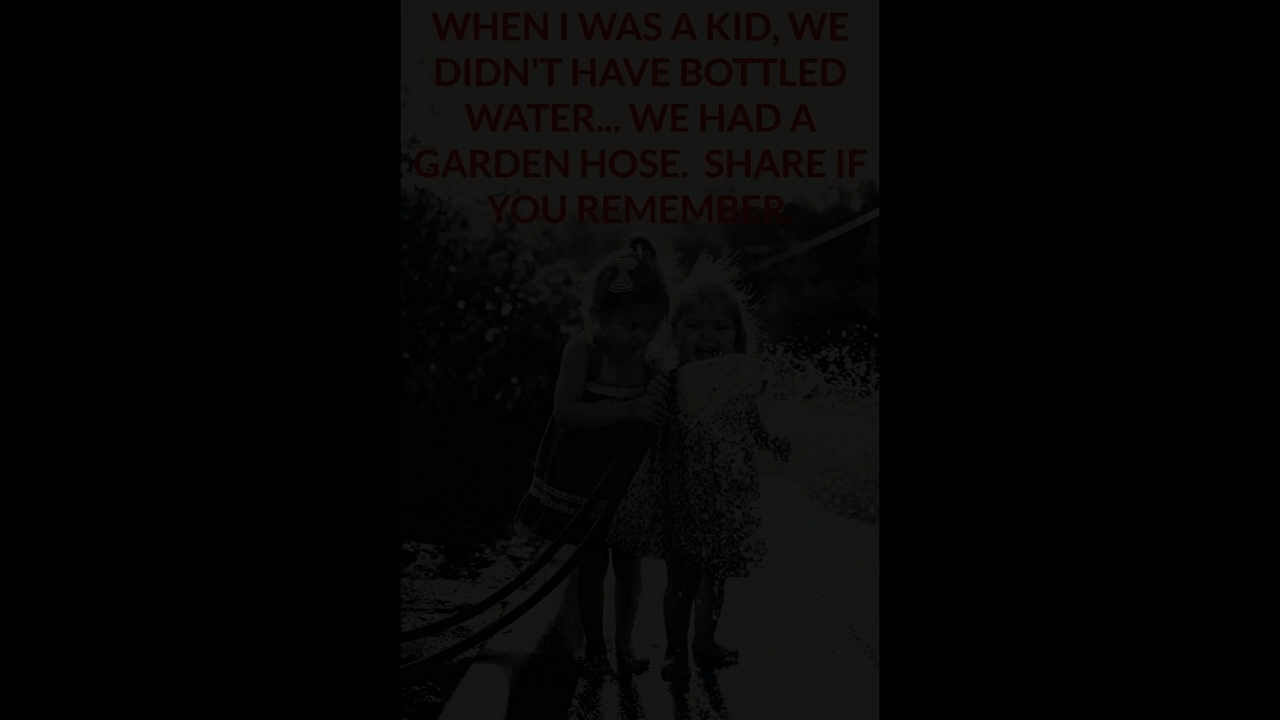 WHEN I WAS A KID, WE
DIDN'T HAVE BOTTLED
WATER... WE HAD A
GARDEN HOSE.  SHARE IF
YOU REMEMBER.